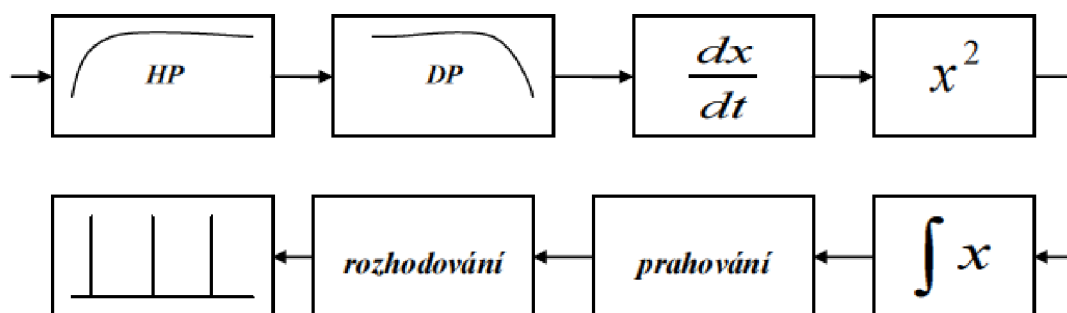 HP
DP
dx
dt
x²
∫ x
prahování
rozhodování